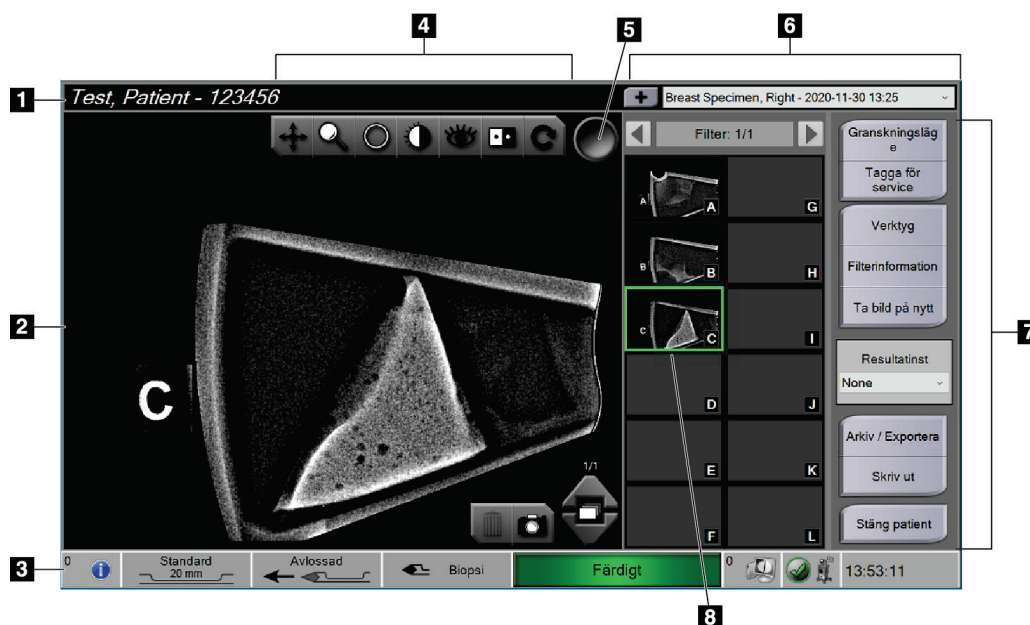 4
5
6
1
Test, Patient - 123456
+
Breast Specimen, Right - 2020-11-30 13:25
Filter: 1/1
Granskningsläg
e
Tagga för
service
A
A
G
Verktyg
B
B
H
Filterinformation
2
C
C
I
Ta bild på nytt
7
Resultatinst
None
C
D
J
Arkiv / Exportera
1/1
E
K
Skriv ut
F
L
Stäng patient
3
0
Standard
20 mm
Avlossad
Biopsi
Färdigt
0
13:53:11
8